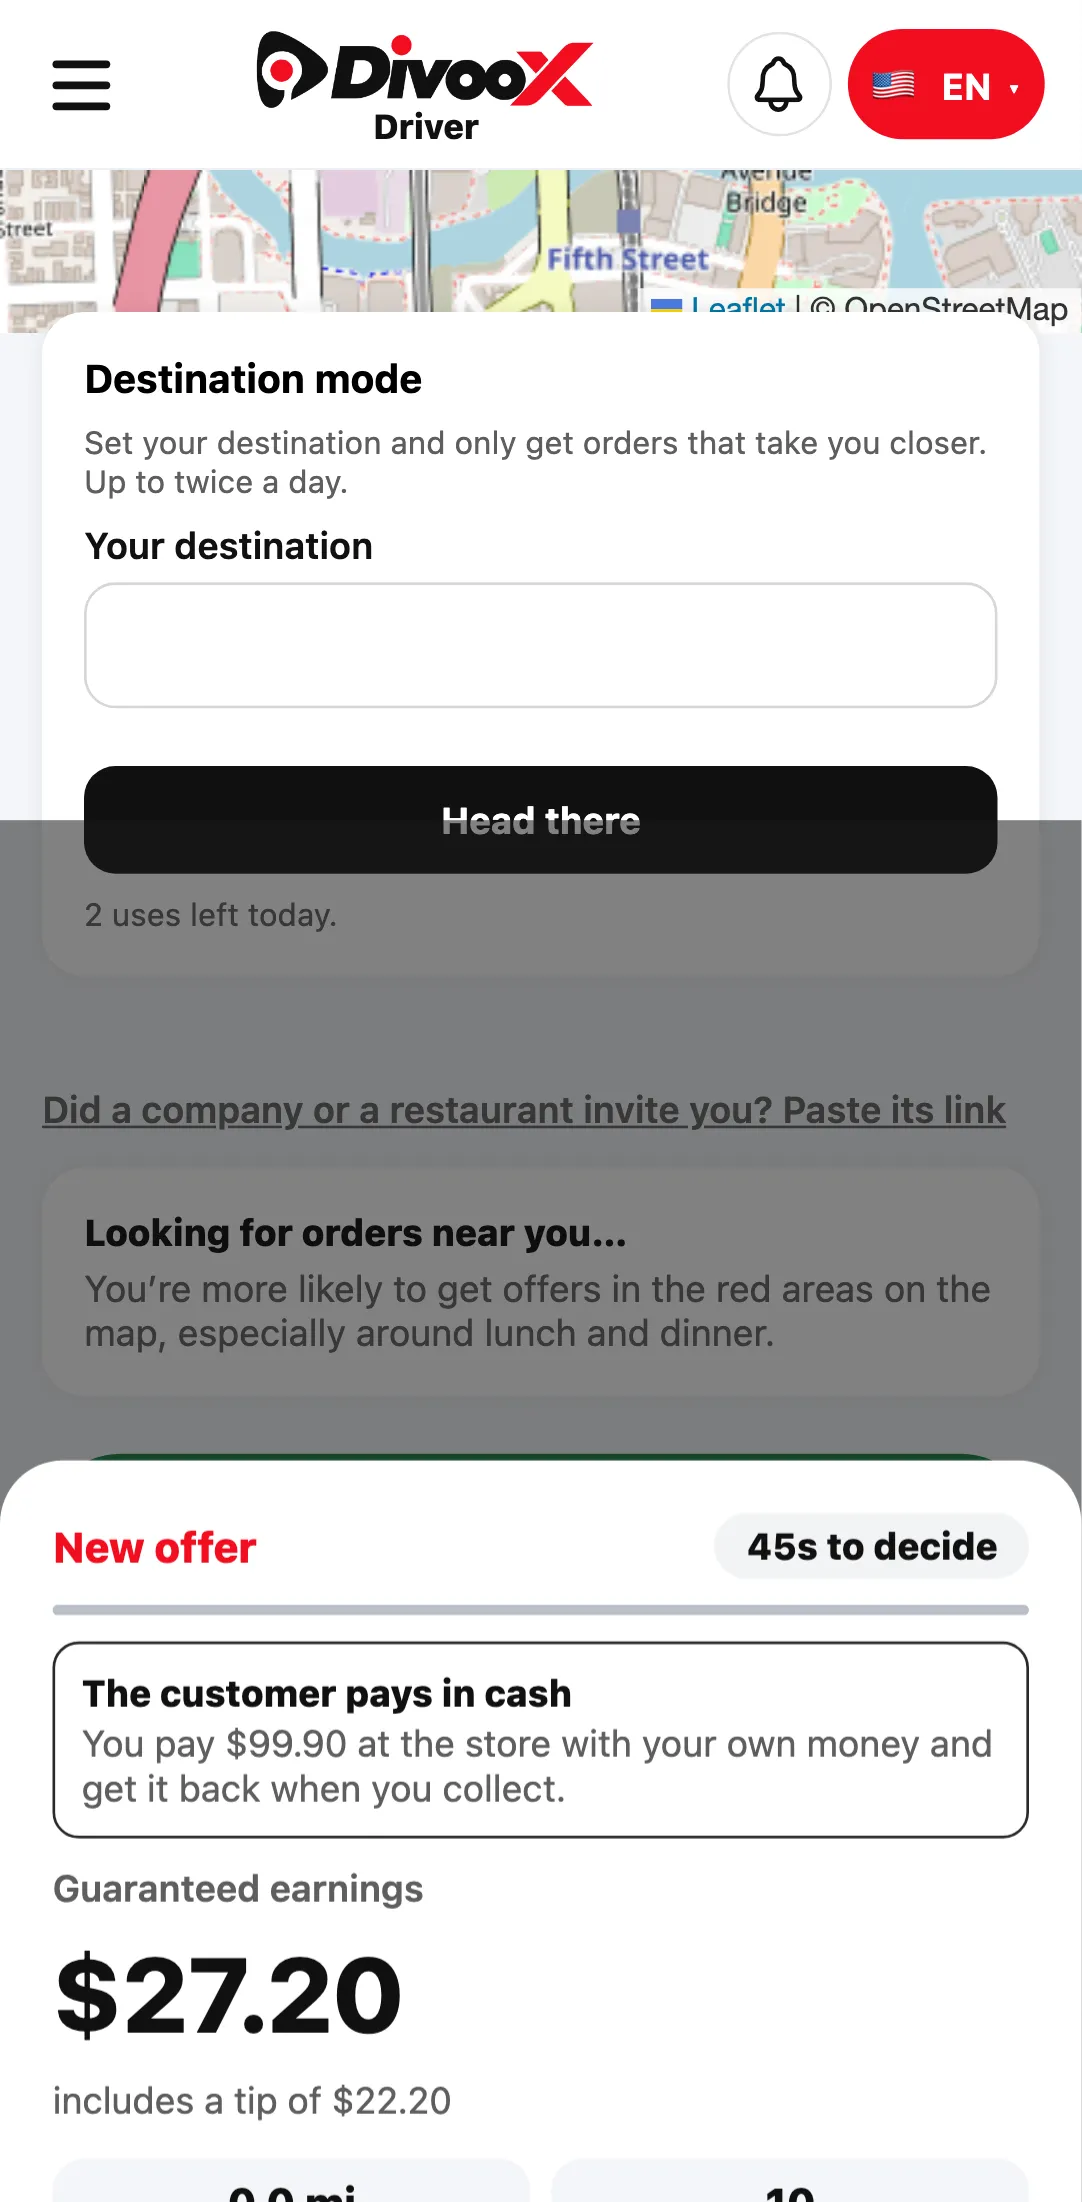 DivooX
Driver
EN
Street
Avenue
Bridge
Fifth Street
Leaflet | © OpenStreetMap
Destination mode
Set your destination and only get orders that take you closer.
Up to twice a day.
Your destination
Head there
2 uses left today.
Did a company or a restaurant invite you? Paste its link
Looking for orders near you...
You’re more likely to get offers in the red areas on the
map, especially around lunch and dinner.
New offer
45s to decide
The customer pays in cash
You pay $99.90 at the store with your own money and
get it back when you collect.
Guaranteed earnings
$27.20
includes a tip of $22.20
0.0 mi
10